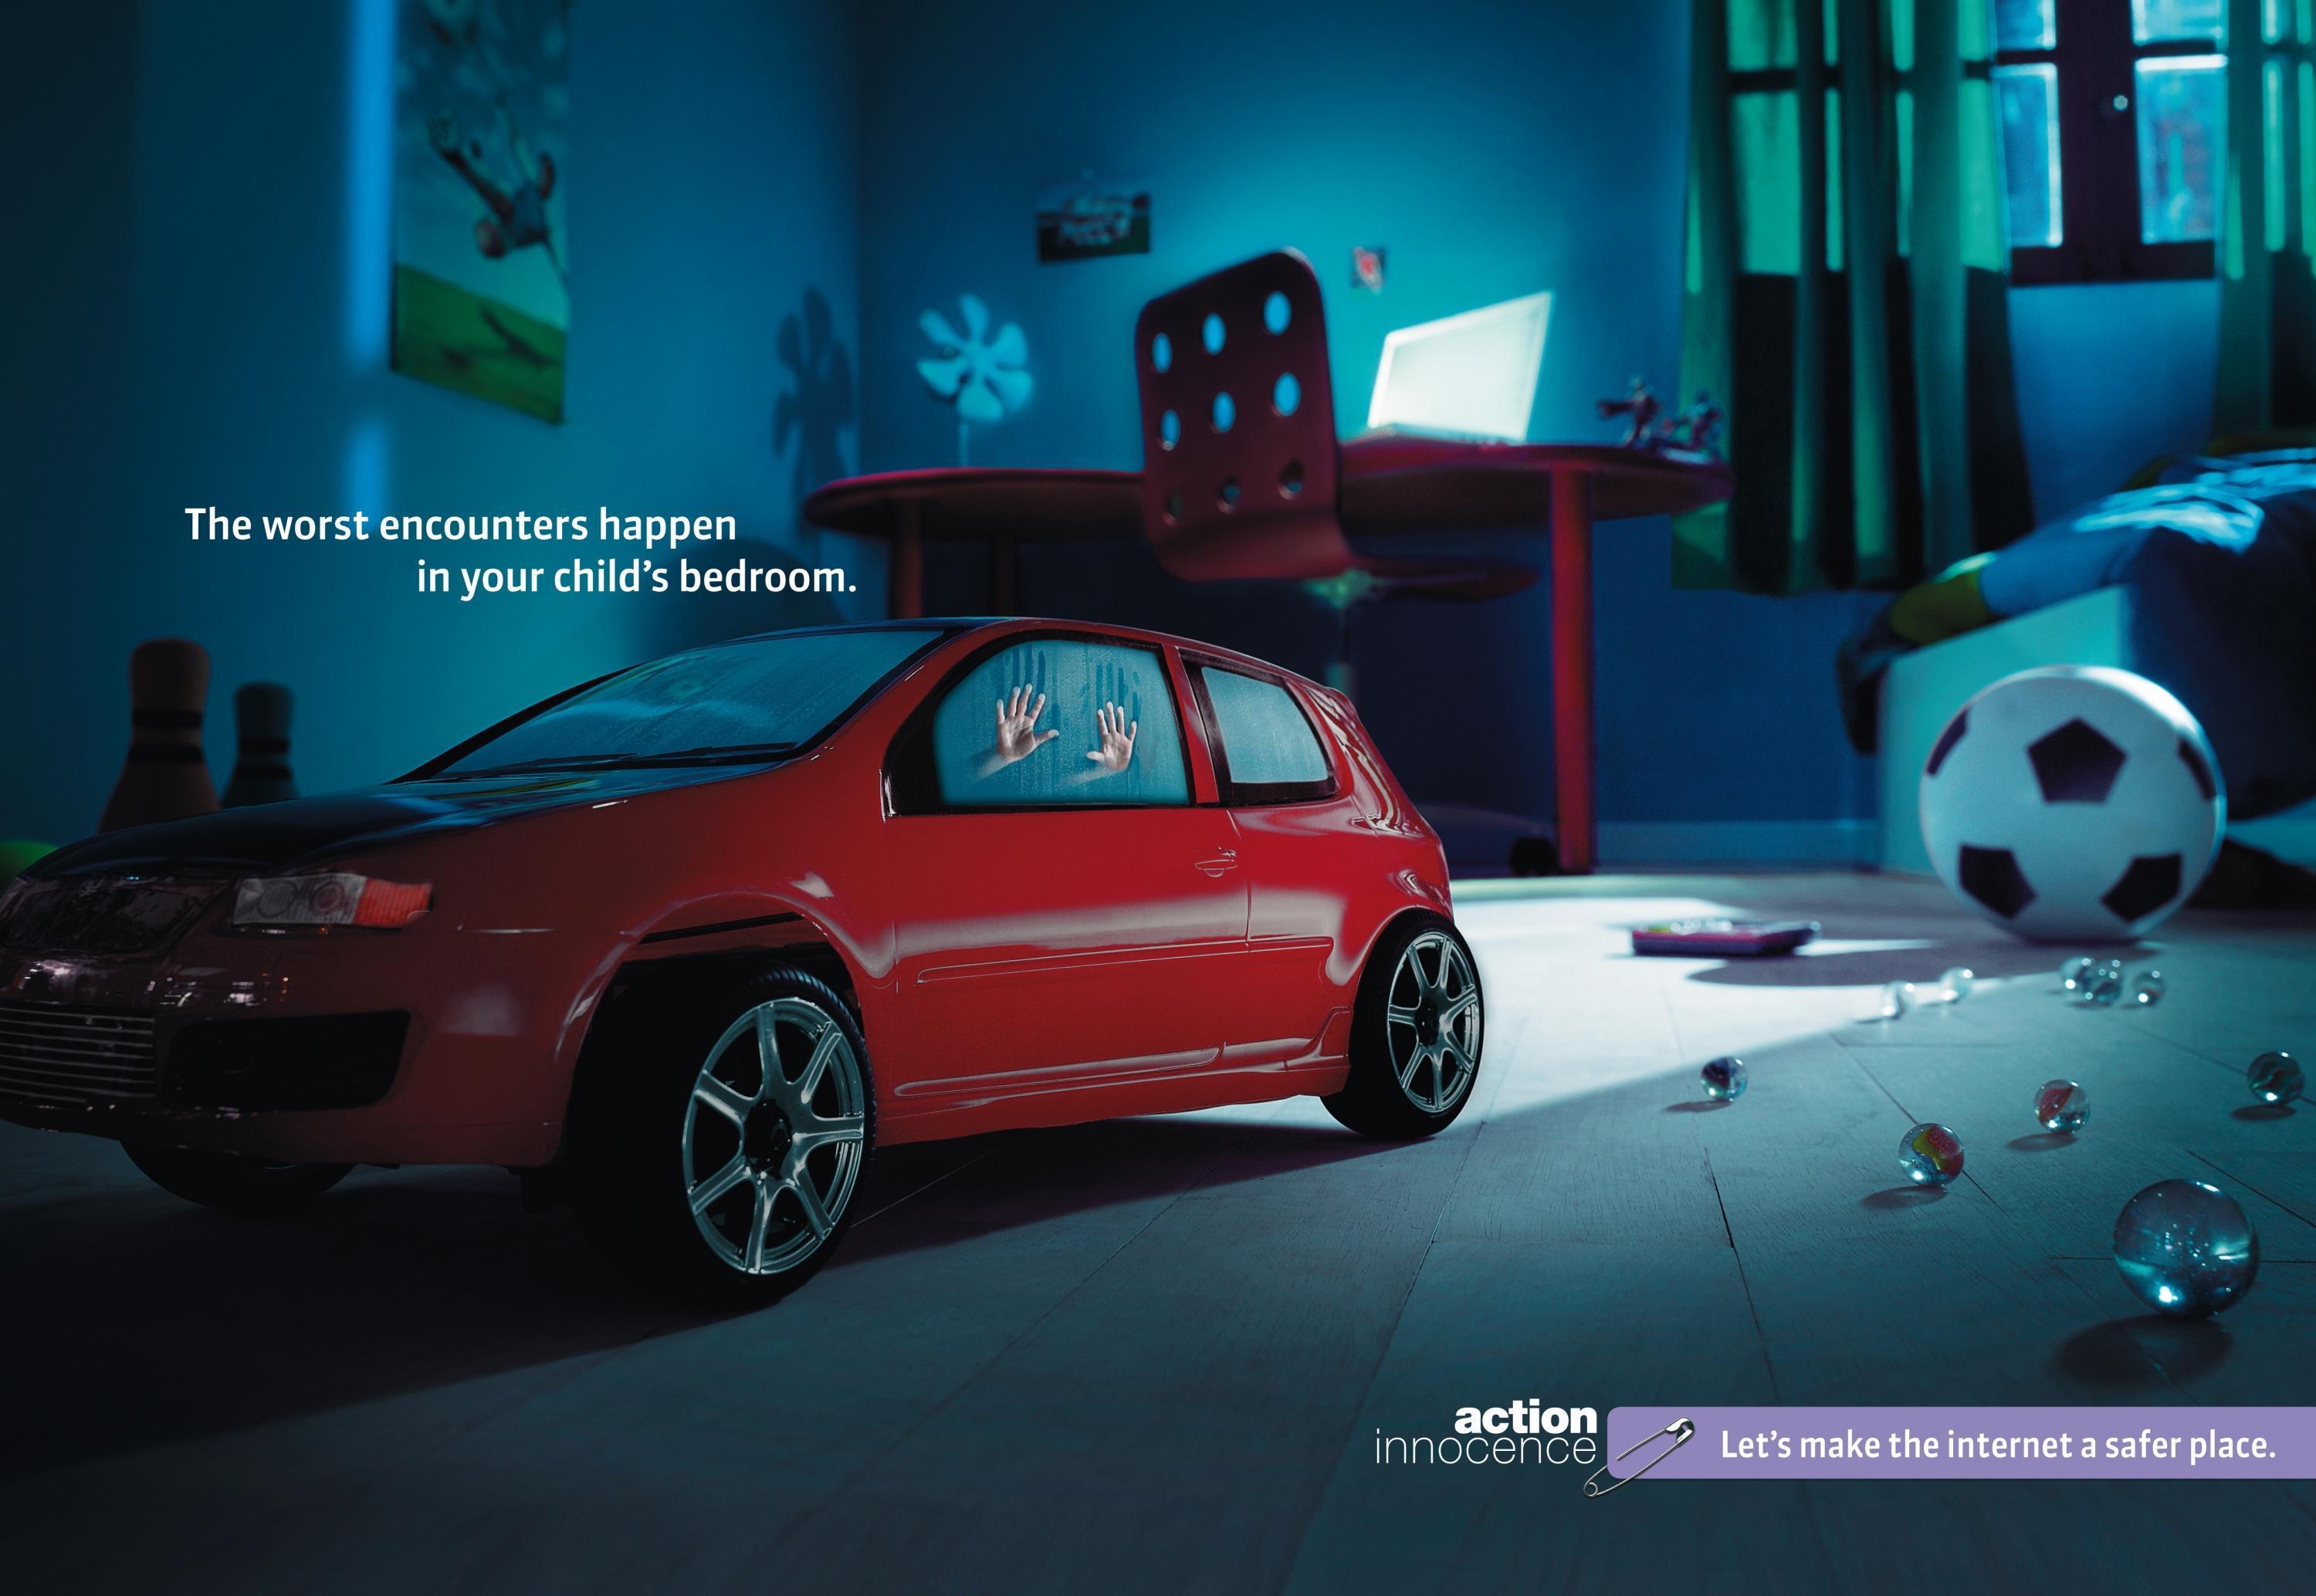 The worst encounters happen
in your child's bedroom.
action
innocence
Let's make the internet a safer place.